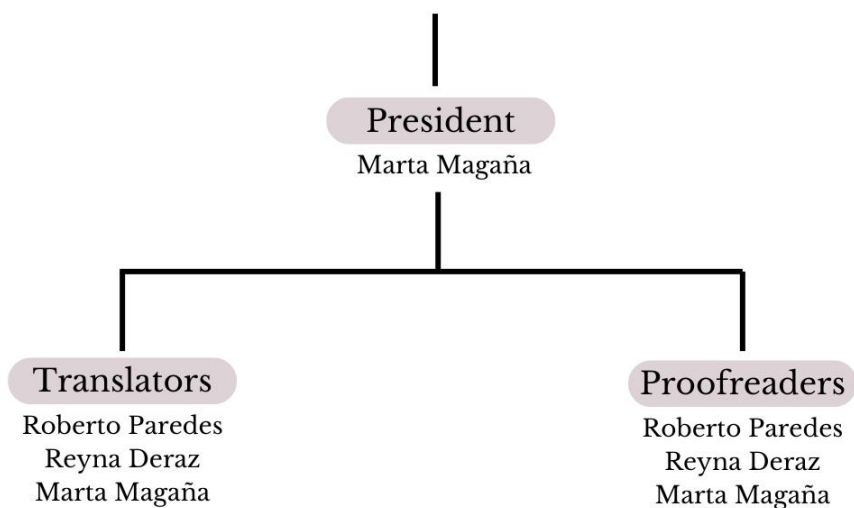 President
Marta Magaña
Translators
Roberto Paredes
Reyna Deraz
Marta Magaña
Proofreaders
Roberto Paredes
Reyna Deraz
Marta Magaña